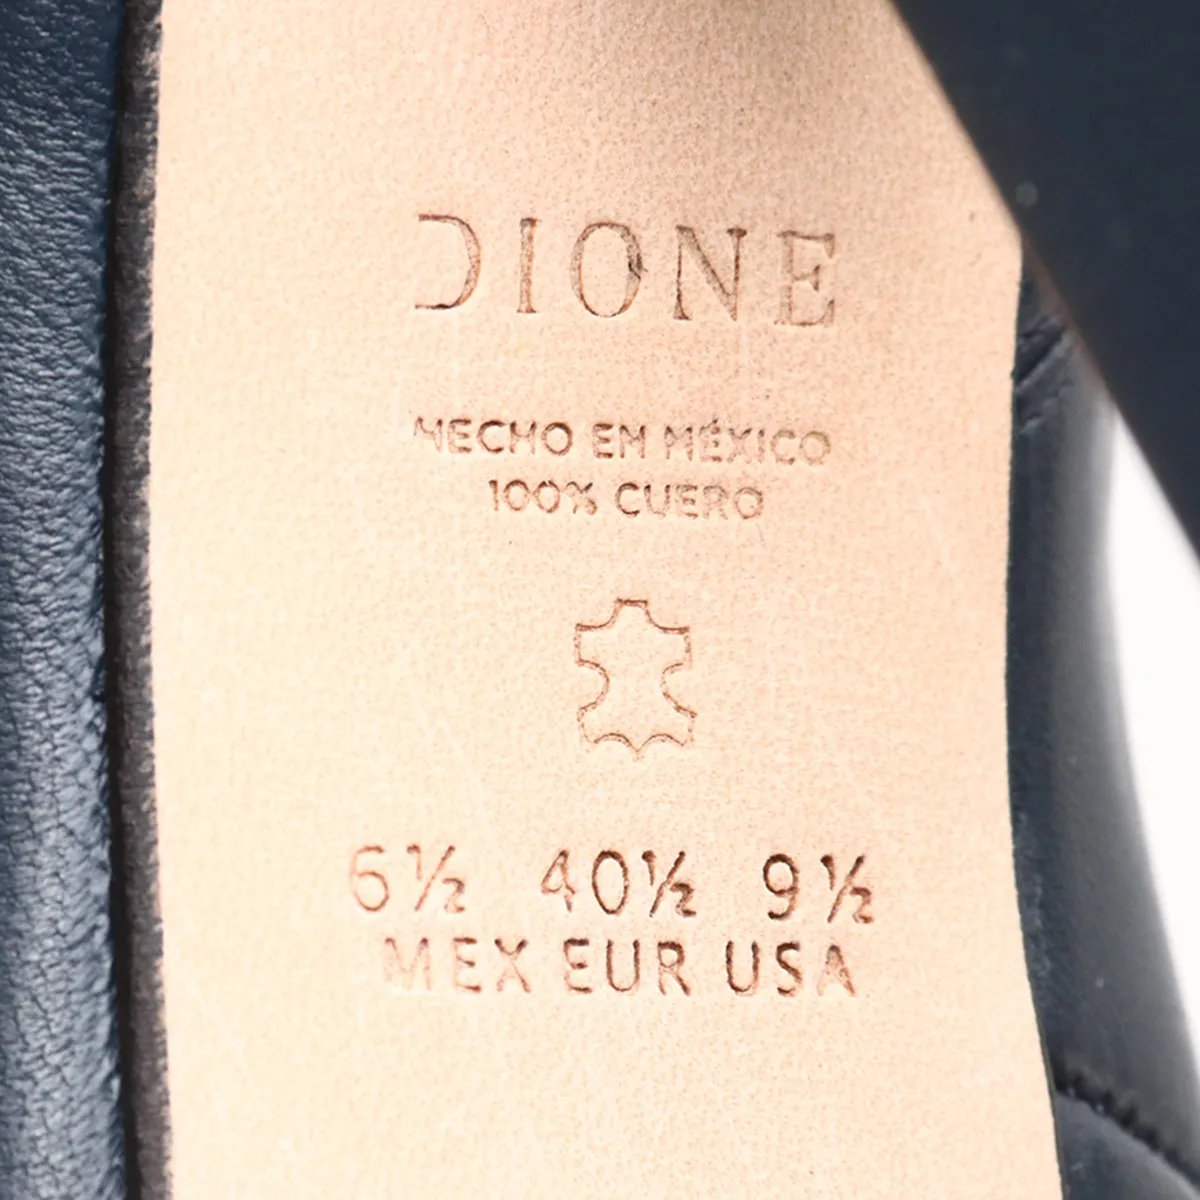 DIONE
HECHO EN MÉXICO
100% CUERO
6½ 40½ 9½
MEX EUR USA